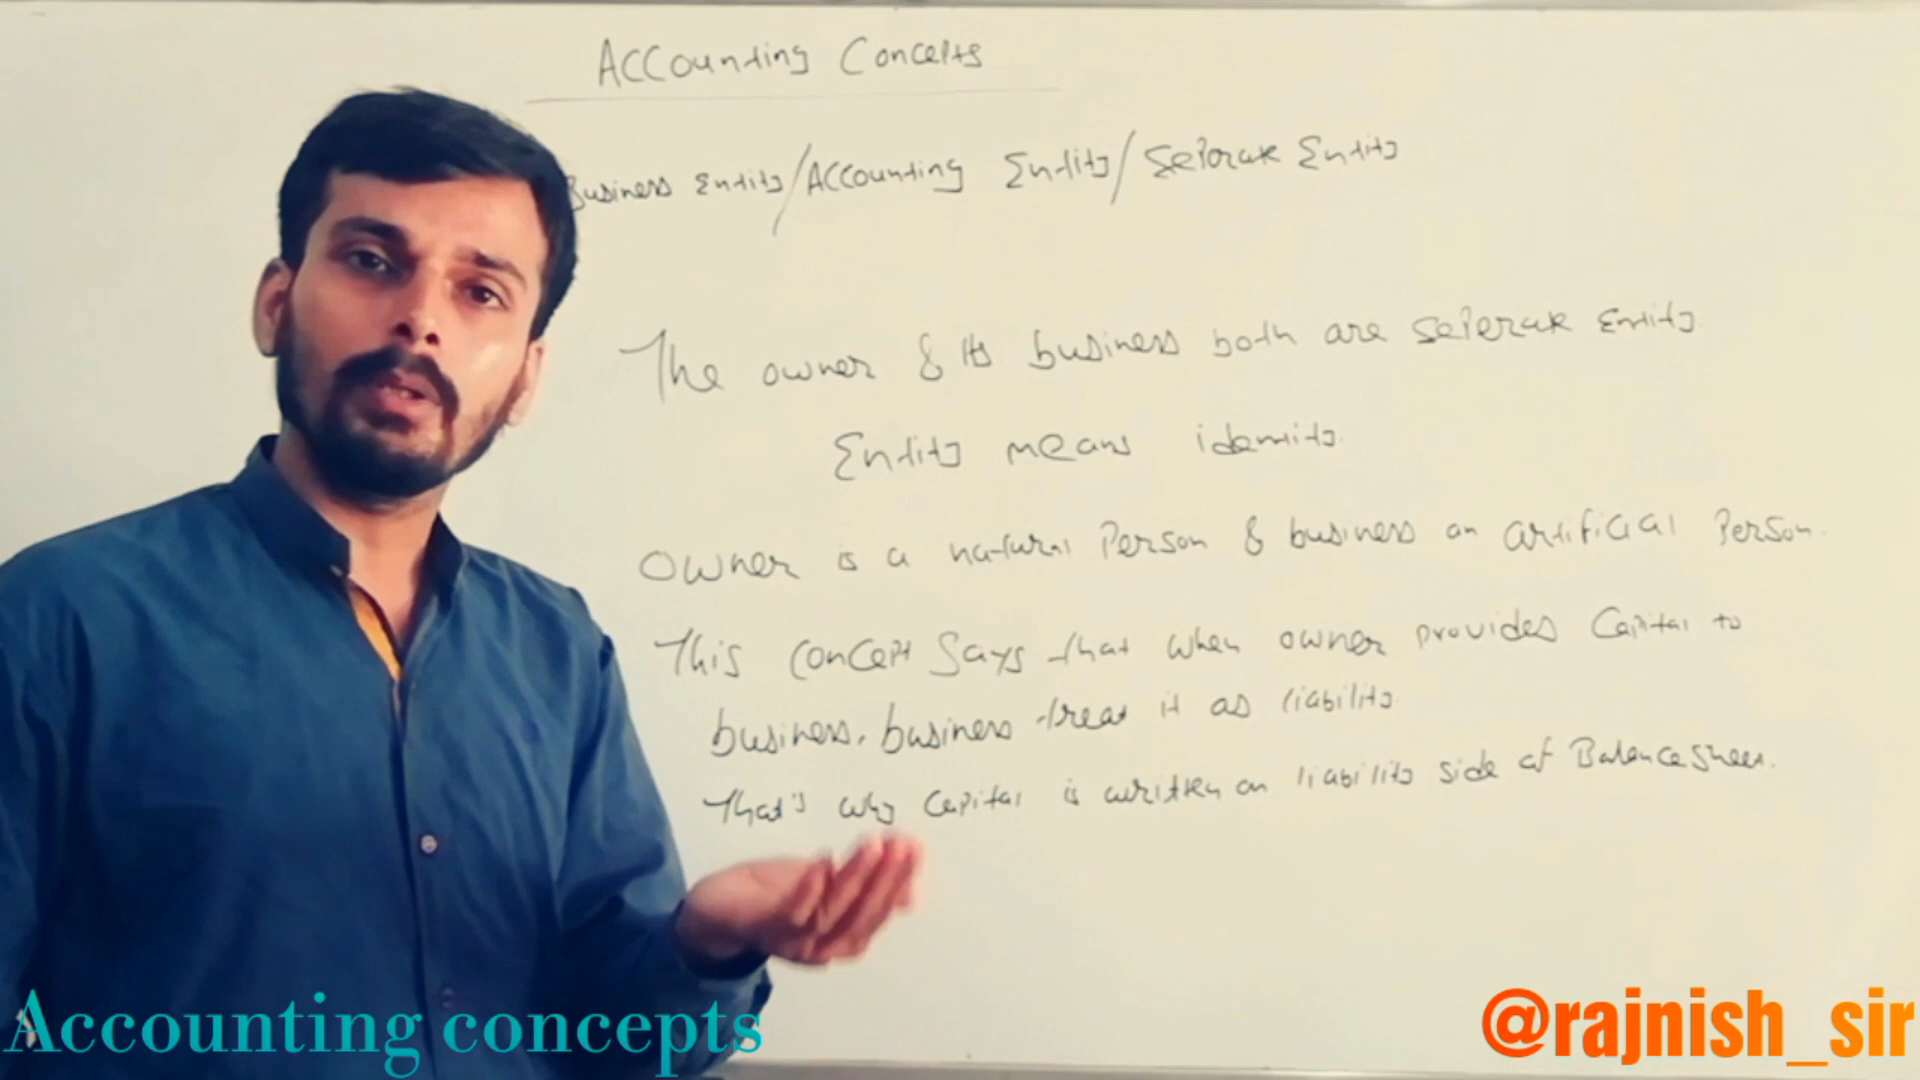 Accounting Concepts
Business Entity/Accounting Entity/Seperate Entity
The owner & its business both are seperate entity
Entity means identity
Owner is a natural Person & business an artificial Person.
This concept says that when owner provides Capital to
business, business treat it as liability.
That's why capital is written on liability side of Balance sheet.
Accounting concepts
@rajnish_sir